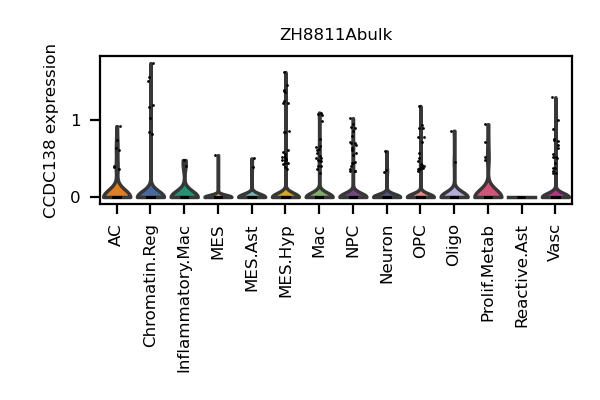 ZH8811Abulk
CCDC138 expression
1
0
AC
Chromatin.Reg
Inflammatory.Mac
MES
MES.Ast
MES.Hyp
Mac
NPC
Neuron
OPC
Oligo
Prolif.Metab
Reactive.Ast
Vasc